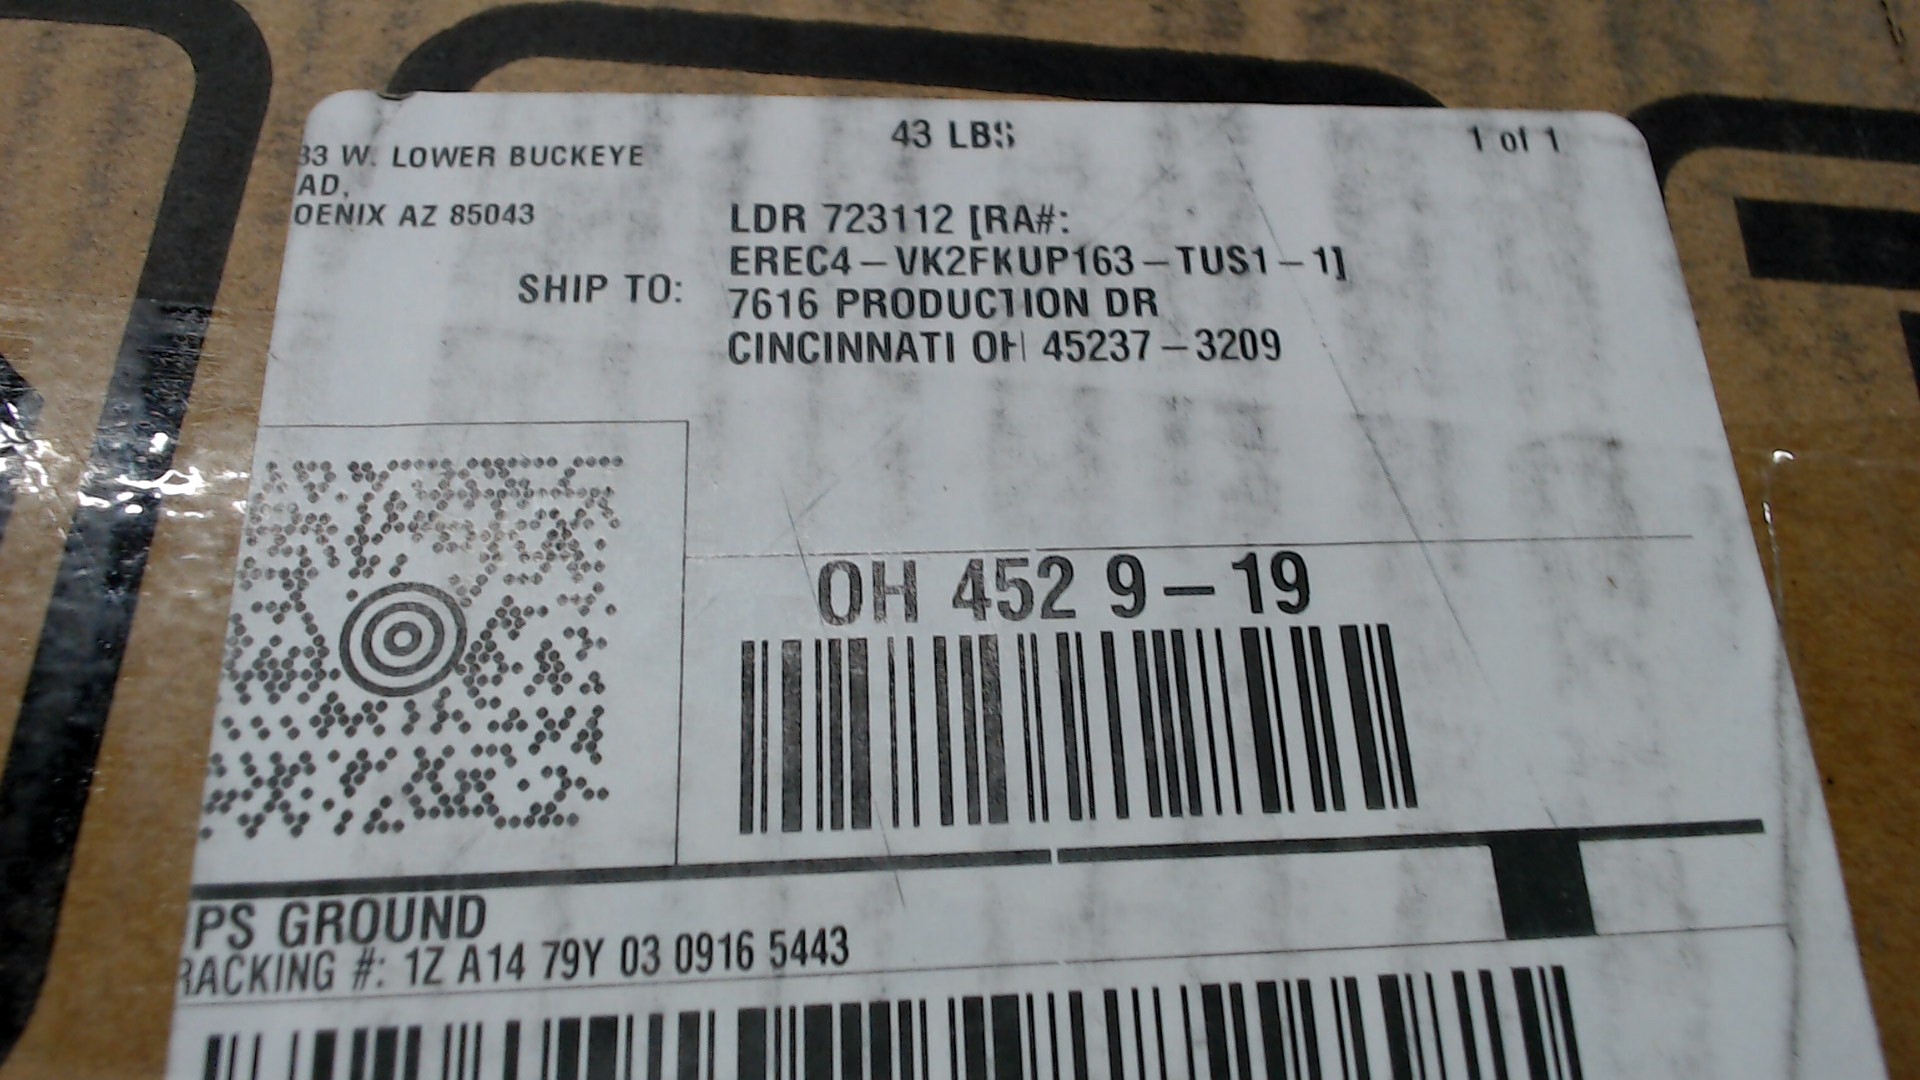 33 W. LOWER BUCKEYE
AD,
OENIX AZ 85043
43 LBS
1 of 1
SHIP TO:
LDR 723112 [RA#:
EREC4-VK2FKUP163-TUS1-1]
7616 PRODUCTION DR
CINCINNATI OH 45237-3209
OH 452 9-19
PS GROUND
RACKING #: 1Z A14 79Y 03 0916 5443